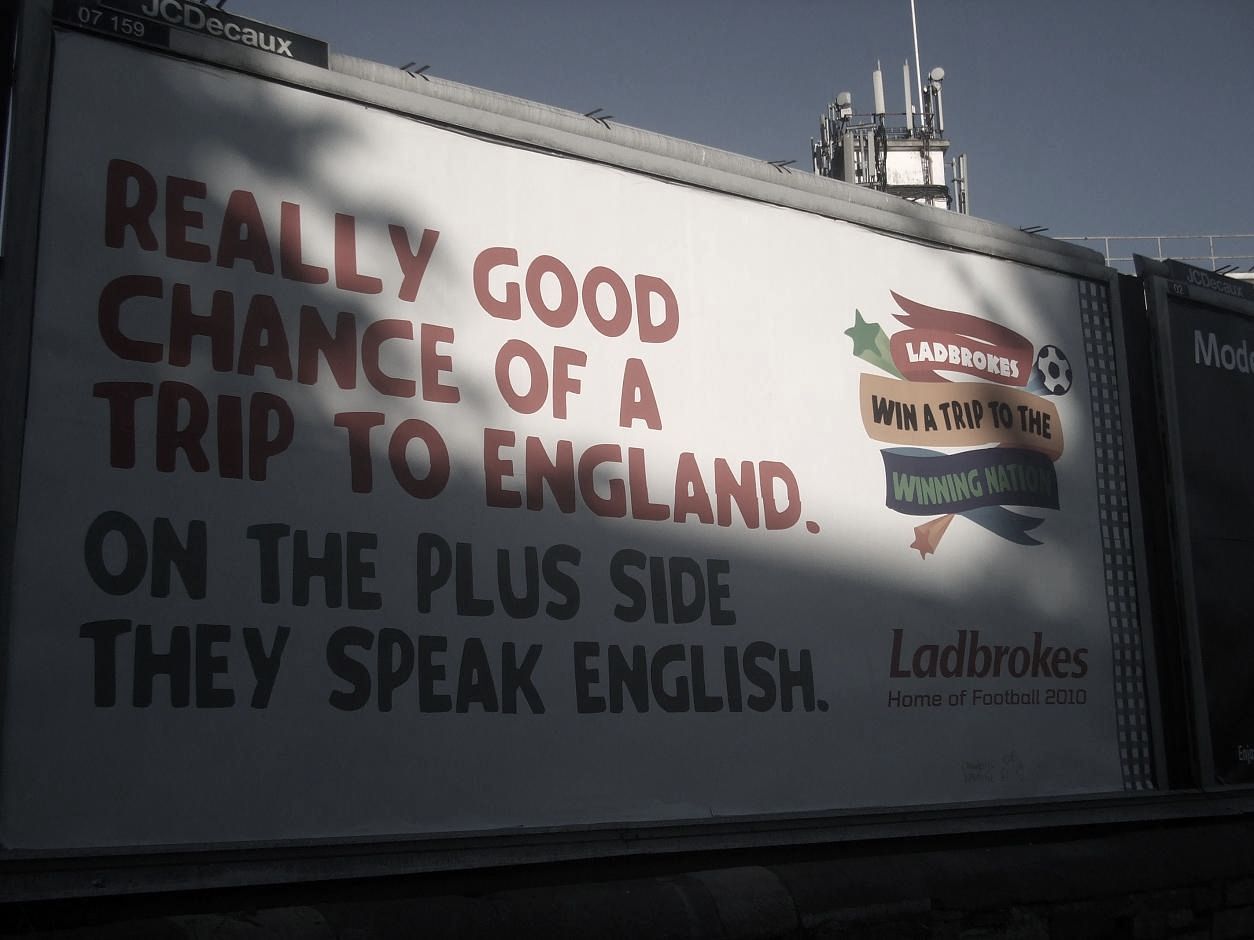 JCDecaux
07 159
REALLY GOOD
CHANCE OF A
TRIP TO ENGLAND.
ON THE PLUS SIDE
THEY SPEAK ENGLISH.
LADBROKES
WIN A TRIP TO THE
WINNING NATION
Ladbrokes
Home of Football 2010
JCDecaux
02